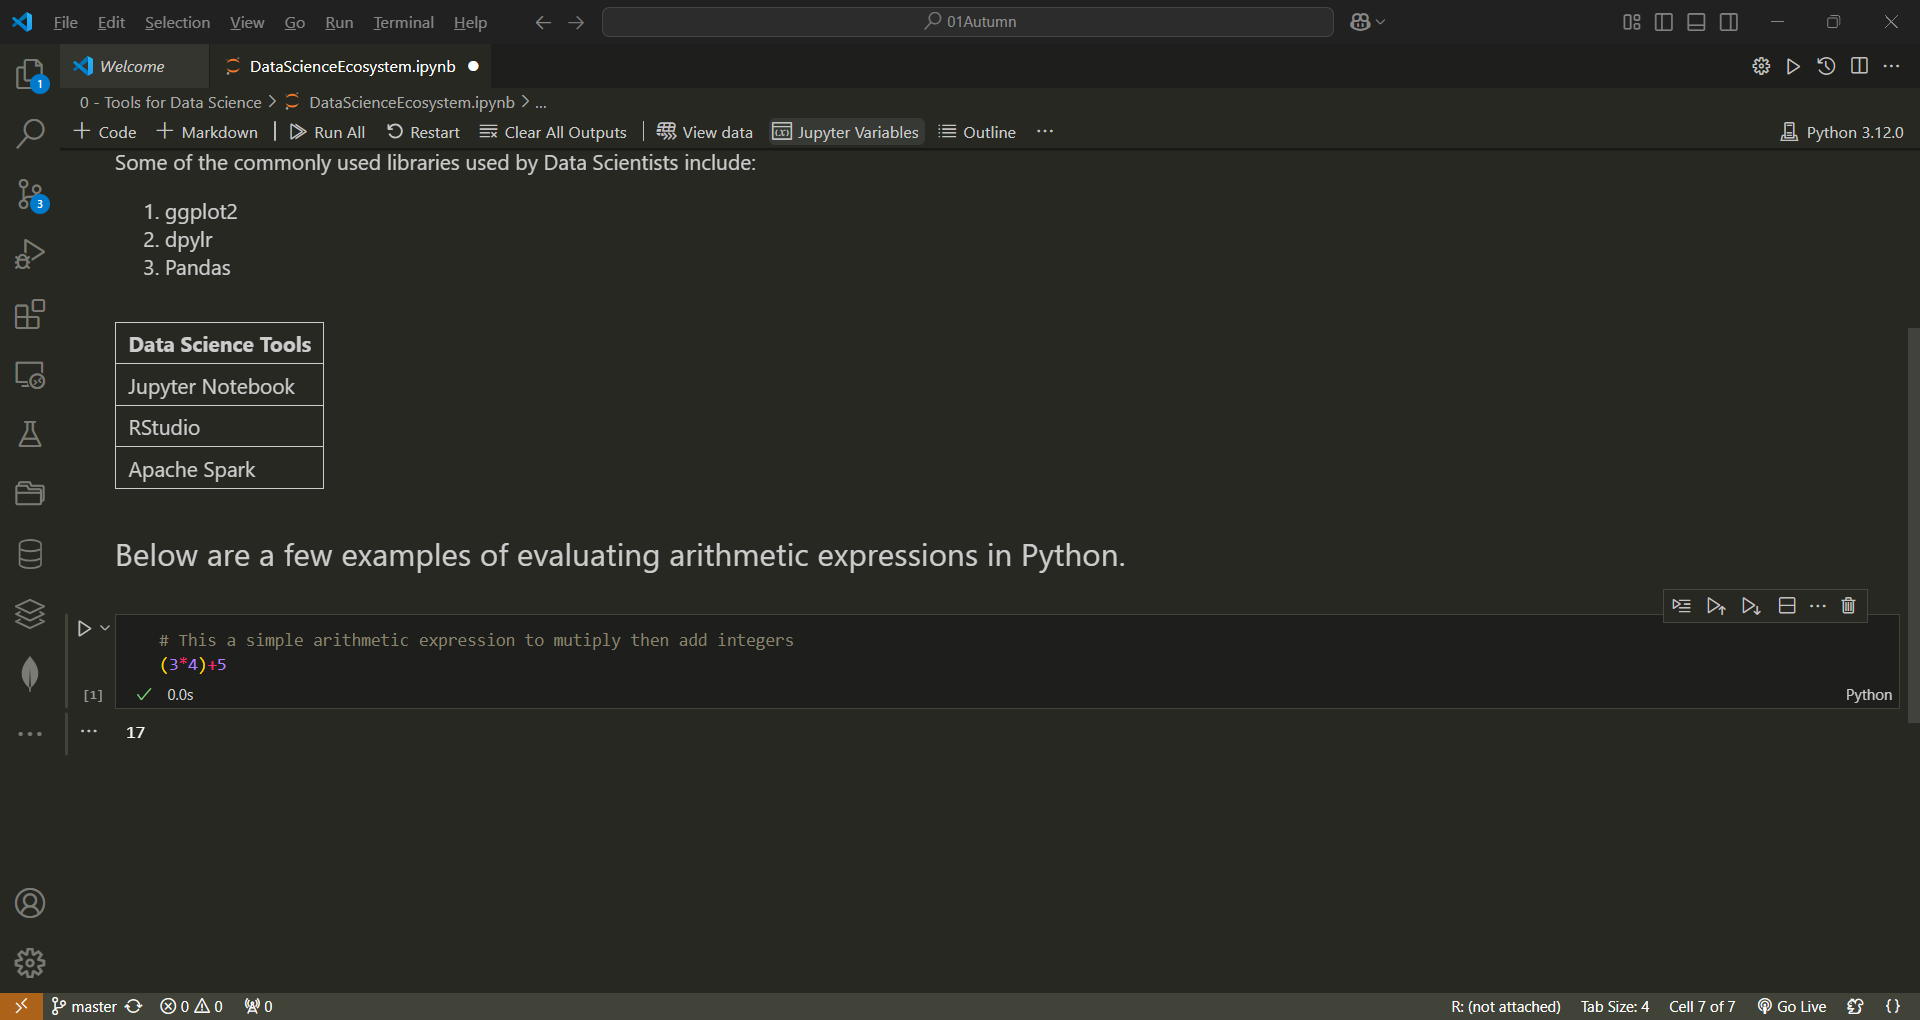 File Edit Selection View Go Run Terminal Help
01Autumn
1
Welcome
DataScienceEcosystem.ipynb
0 - Tools for Data Science > DataScienceEcosystem.ipynb > ...
Code Markdown Run All Restart Clear All Outputs View data Jupyter Variables Outline ...
Python 3.12.0
Some of the commonly used libraries used by Data Scientists include:
3
1. ggplot2
2. dpylr
3. Pandas
Data Science Tools
Jupyter Notebook
RStudio
Apache Spark
Below are a few examples of evaluating arithmetic expressions in Python.
# This a simple arithmetic expression to mutiply then add integers
(3*4)+5
[1] 0.0s
Python
17
master 0 0 0
R: (not attached) Tab Size: 4 Cell 7 of 7 Go Live {}